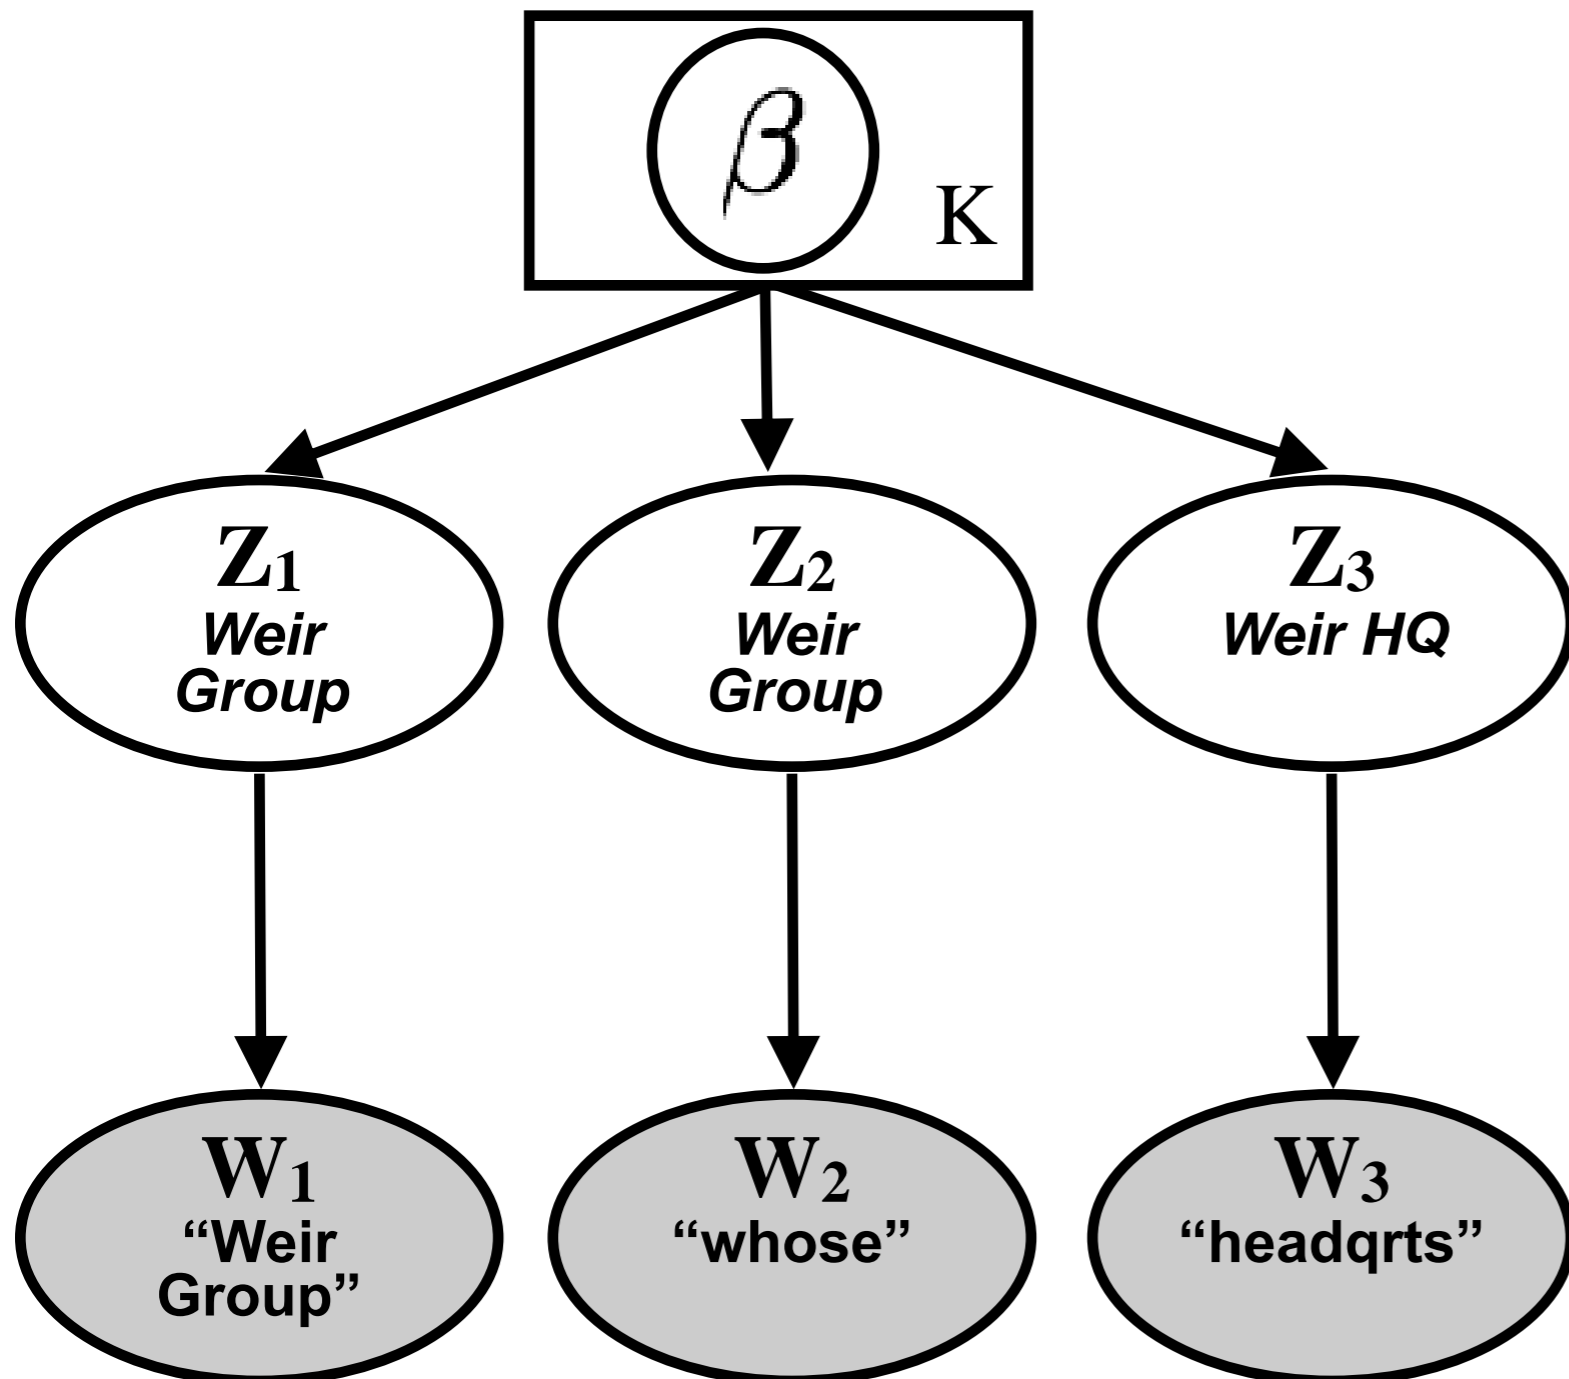 β
K
Z₁
Weir
Group
Z₂
Weir
Group
Z₃
Weir HQ
W₁
“Weir
Group”
W₂
“whose”
W₃
“headqrts”